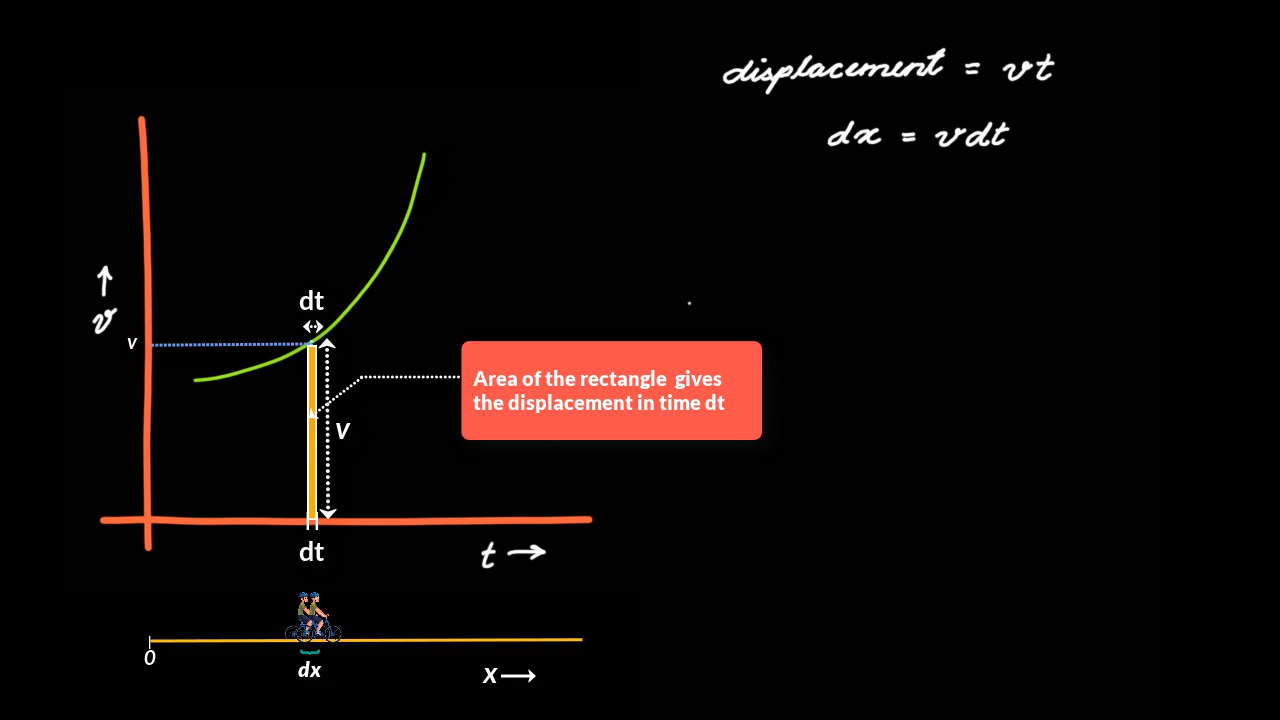 displacement = vt
dx = vdt
↑
v
dt
v
Area of the rectangle gives
the displacement in time dt
V
dt
t →
0
dx
x →